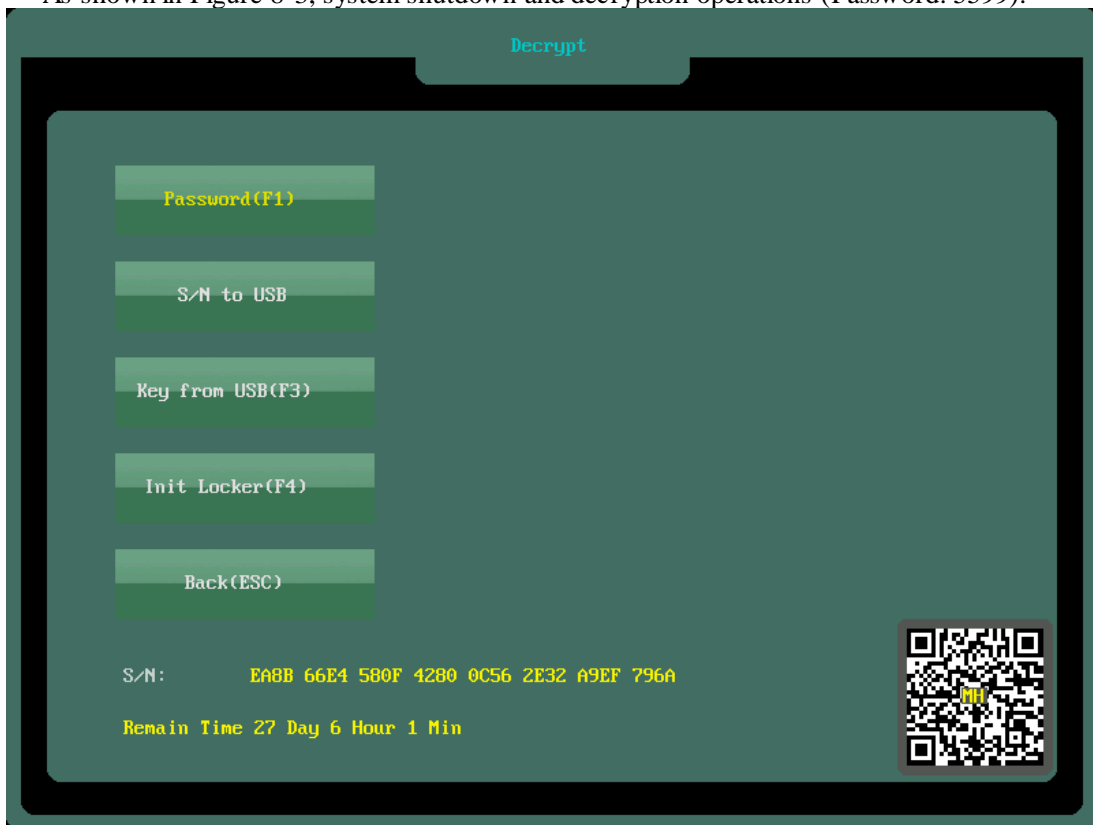 As shown in Figure 8-3, system shutdown and decryption operations (Password: 5599).
Decrypt
Password(F1)
S/N to USB
Key from USB(F3)
Init Locker(F4)
Back(ESC)
S/N: EA8B 66E4 580F 4280 0C56 2E32 A9EF 796A
MH
Remain Time 27 Day 6 Hour 1 Min